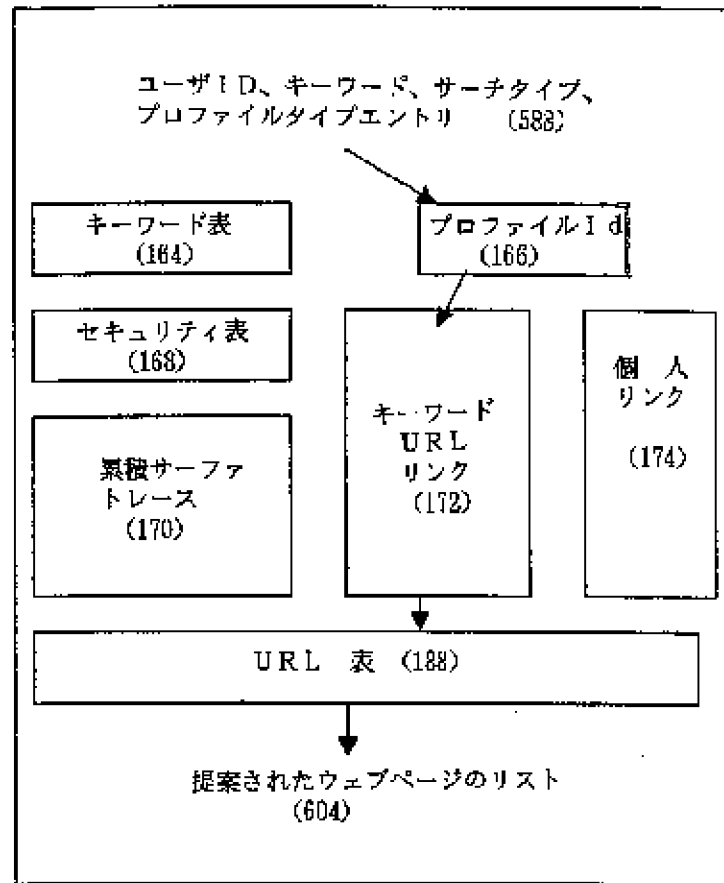 ユーザID、キーワード、サーチタイプ、
プロファイルタイプエントリ (588)
キーワード表
(164)
プロファイルId
(166)
セキュリティ表
(168)
キーワード
URL
リンク
(172)
個 人
リンク
(174)
累積サーファ
トレース
(170)
URL 表 (188)
提案されたウェブページのリスト
(604)